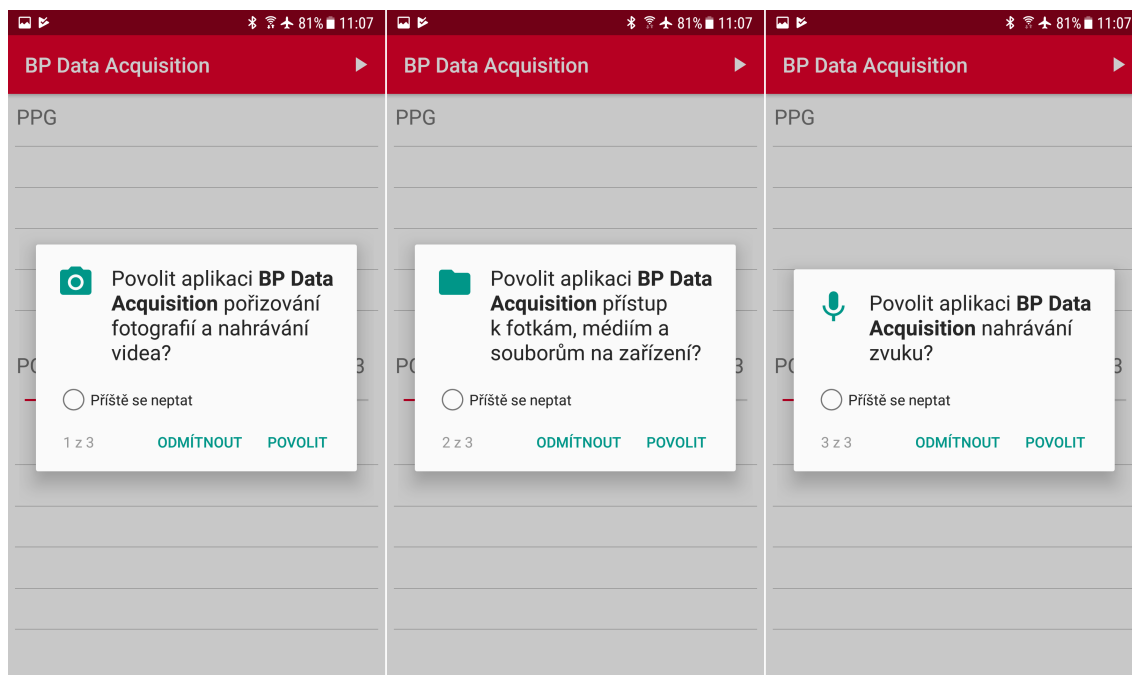 81% 11:07
BP Data Acquisition
PPG
Povolit aplikaci BP Data
Acquisition pořizování
fotografií a nahrávání
videa?
3
Příště se neptat
1 z 3 ODMÍTNOUT POVOLIT
81% 11:07
BP Data Acquisition
PPG
Povolit aplikaci BP Data
Acquisition přístup
k fotkám, médiím a
souborům na zařízení?
3
Příště se neptat
2 z 3 ODMÍTNOUT POVOLIT
81% 11:07
BP Data Acquisition
PPG
Povolit aplikaci BP Data
Acquisition nahrávání
zvuku?
3
Příště se neptat
3 z 3 ODMÍTNOUT POVOLIT